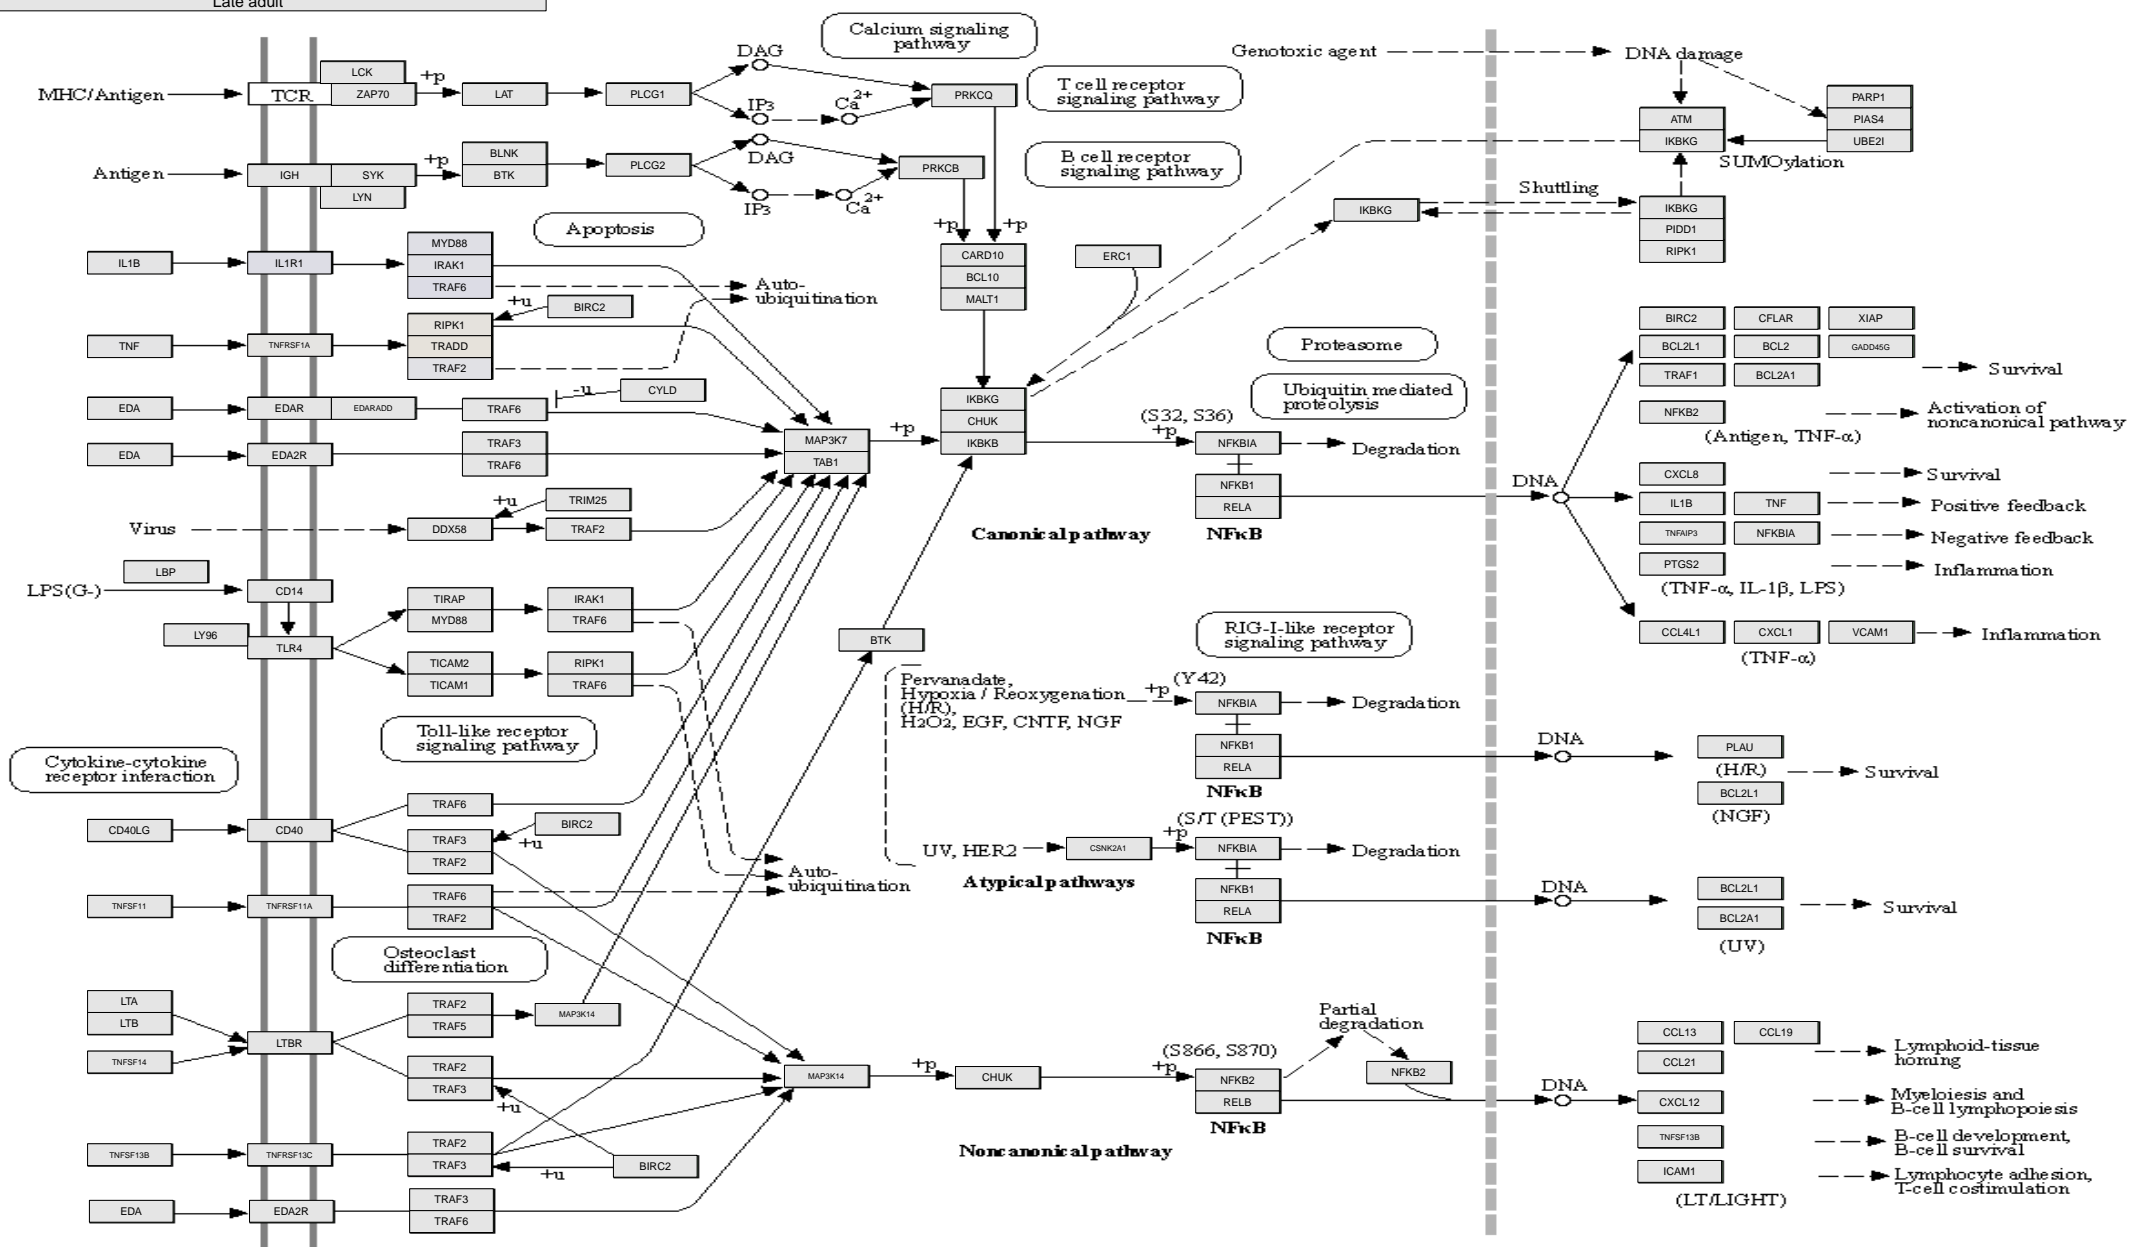 Late adult
Calcium signaling
pathway
DAG
Genotoxic agent
DNA damage
LCK
+p
MHC/Antigen
TCR
ZAP70
LAT
PLCG1
PRKCQ
T cell receptor
signaling pathway
IP3
Ca2+
PARP1
PIAS4
UBE2I
ATM
IKBKG
SUMOylation
BLNK
BTK
DAG
+p
Antigen
IGH
SYK
LYN
PLCG2
PRKCB
IP3
Ca2+
B cell receptor
signaling pathway
Shuttling
IKBKG
IKBKG
PIDD1
RIPK1
Apoptosis
+p
+p
MYD88
IRAK1
TRAF6
IL1B
IL1R1
CARD10
BCL10
MALT1
ERC1
Auto-
ubiquitination
+u
BIRC2
RIPK1
TRADD
TRAF2
TNF
TNFRSF1A
Proteasome
BIRC2
CFLAR
XIAP
BCL2L1
BCL2
GADD45G
TRAF1
BCL2A1
Survival
-u
CYLD
EDA
EDAR
EDARADD
TRAF6
Ubiquitin mediated
proteolysis
IKBKG
CHUK
IKBKB
NFKB2
Activation of
noncanonical pathway
(Antigen, TNF-α)
(S32, S36)
+p
+p
EDA
EDA2R
TRAF3
TRAF6
MAP3K7
TAB1
NFKBIA
Degradation
NFKB1
RELA
NFκB
Canonical pathway
DNA
CXCL8
Survival
IL1B
TNF
Positive feedback
TNFAIP3
NFKBIA
Negative feedback
PTGS2
Inflammation
(TNF-α, IL-1β, LPS)
+u
TRIM25
Virus
DDX58
TRAF2
LBP
LPS(G-)
CD14
TIRAP
MYD88
IRAK1
TRAF6
LY96
TLR4
TICAM2
TICAM1
RIPK1
TRAF6
BTK
RIG-I-like receptor
signaling pathway
CCL4L1
CXCL1
VCAM1
Inflammation
(TNF-α)
Pervanadate,
Hypoxia / Reoxygenation
(H/R),
H2O2, EGF, CNTF, NGF
+p
(Y42)
NFKBIA
Degradation
NFKB1
RELA
NFκB
DNA
PLAU
(H/R)
Survival
BCL2L1
(NGF)
Toll-like receptor
signaling pathway
Cytokine-cytokine
receptor interaction
TRAF6
CD40LG
CD40
TRAF3
TRAF2
BIRC2
+u
(S/T (PEST))
+p
UV, HER2
CSNK2A1
NFKBIA
Degradation
Atypical pathways
Auto-
ubiquitination
NFKB1
RELA
NFκB
DNA
BCL2L1
BCL2A1
Survival
(UV)
TNFSF11
TNFRSF11A
TRAF6
TRAF2
Osteoclast
differentiation
LTA
LTB
TNFSF14
LTBR
TRAF2
TRAF5
MAP3K14
TRAF2
TRAF3
+u
MAP3K14
+p
CHUK
(S866, S870)
+p
NFKB2
RELB
NFκB
Partial
degradation
NFKB2
DNA
CCL13
CCL19
CCL21
Lymphoid-tissue
homing
CXCL12
Myeloiesis and
B-cell lymphopoiesis
TNFSF13B
B-cell development,
B-cell survival
ICAM1
Lymphocyte adhesion,
T-cell costimulation
(LT/LIGHT)
Noncanonical pathway
TNFSF13B
TNFRSF13C
TRAF2
TRAF3
+u
BIRC2
EDA
EDA2R
TRAF3
TRAF6